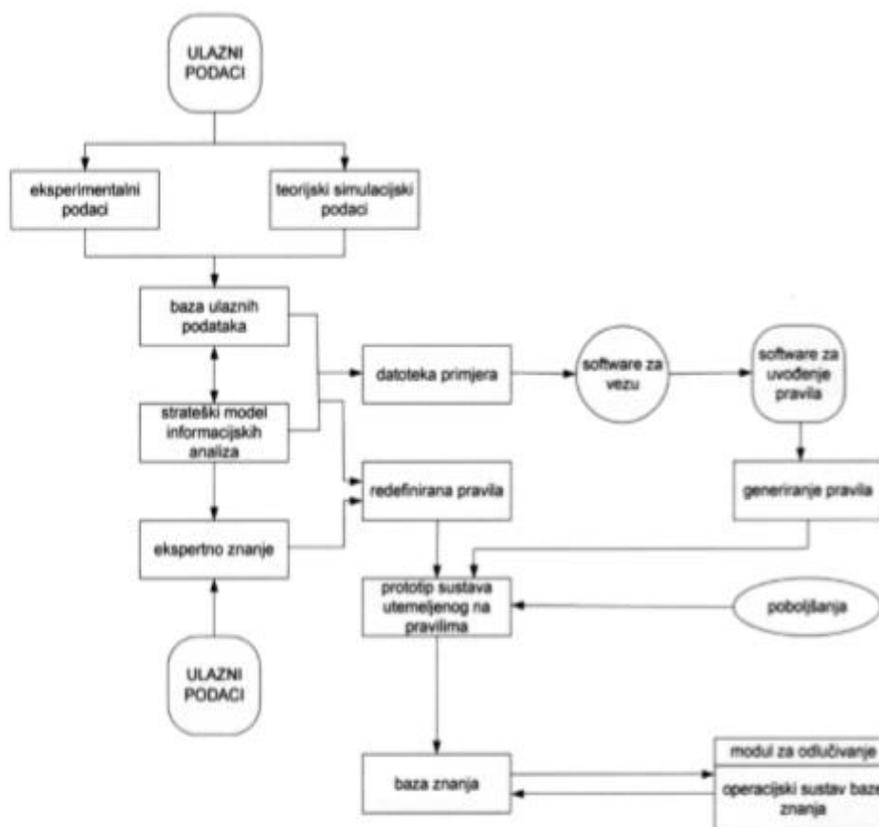 ULAZNI
PODACI
eksperimentalni
podaci
teorijski simulacijski
podaci
baza ulaznih
podataka
datoteka primjera
software za
vezu
software za
uvođenje
pravila
strateški model
informacijskih
analiza
redefinirana pravila
generiranje pravila
ekspertno znanje
prototip sustava
utemeljenog na
pravilima
poboljšanja
ULAZNI
PODACI
modul za odlučivanje
baza znanja
operacijski sustav baze
znanja